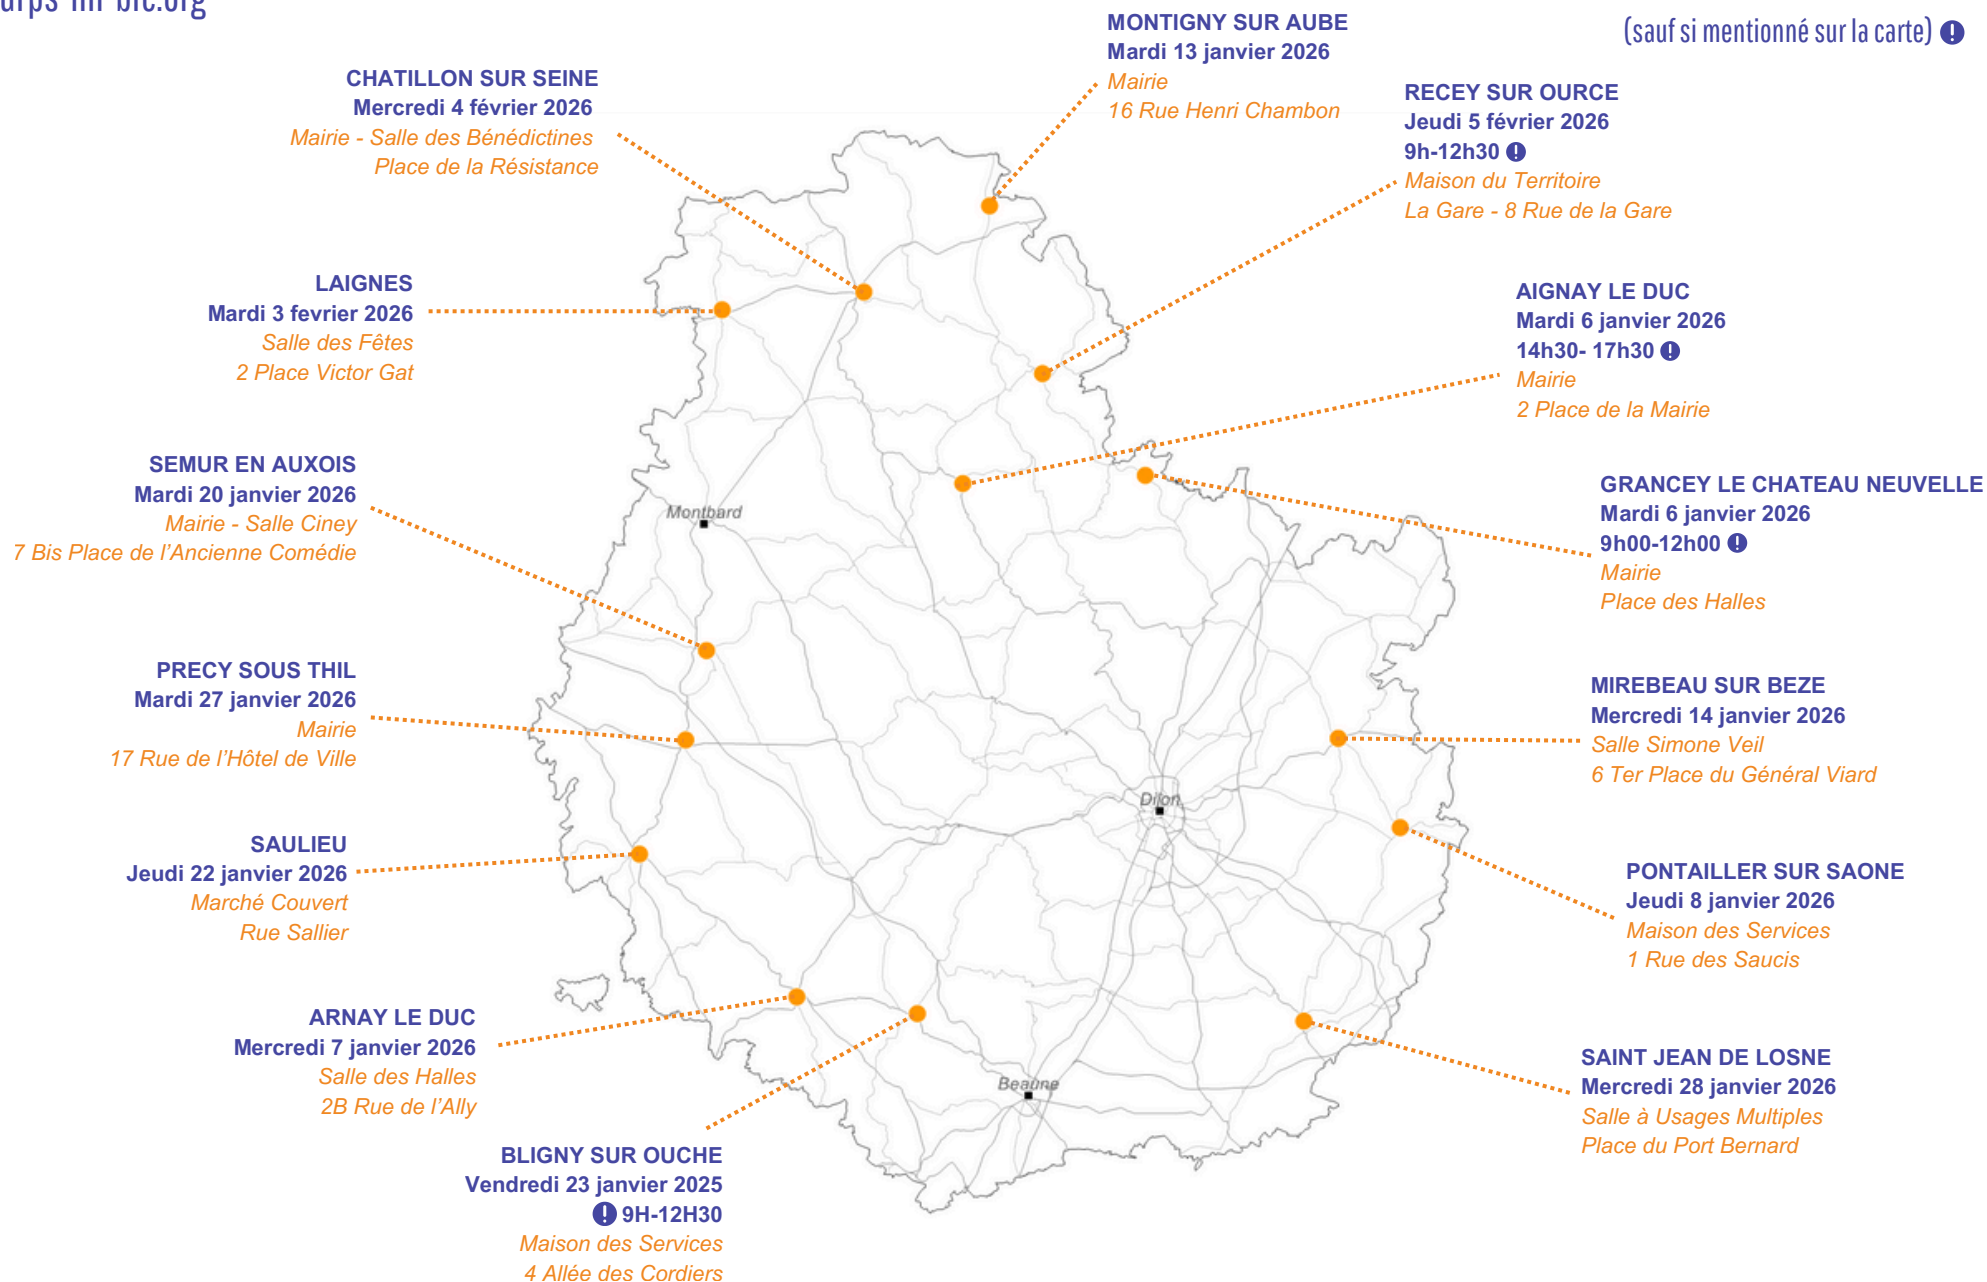 urps-ml-bfc.org
(sauf si mentionné sur la carte) !
MONTIGNY SUR AUBE
Mardi 13 janvier 2026
Mairie
16 Rue Henri Chambon
CHATILLON SUR SEINE
Mercredi 4 février 2026
Mairie - Salle des Bénédictines
Place de la Résistance
RECEY SUR OURCE
Jeudi 5 février 2026
9h-12h30 !
Maison du Territoire
La Gare - 8 Rue de la Gare
LAIGNES
Mardi 3 fevrier 2026
Salle des Fêtes
2 Place Victor Gat
AIGNAY LE DUC
Mardi 6 janvier 2026
14h30- 17h30 !
Mairie
2 Place de la Mairie
SEMUR EN AUXOIS
Mardi 20 janvier 2026
Mairie - Salle Ciney
7 Bis Place de l'Ancienne Comédie
Montbard
GRANCEY LE CHATEAU NEUVELLE
Mardi 6 janvier 2026
9h00-12h00 !
Mairie
Place des Halles
PRECY SOUS THIL
Mardi 27 janvier 2026
Mairie
17 Rue de l'Hôtel de Ville
MIREBEAU SUR BEZE
Mercredi 14 janvier 2026
Salle Simone Veil
6 Ter Place du Général Viard
Dijon
SAULIEU
Jeudi 22 janvier 2026
Marché Couvert
Rue Sallier
PONTAILLER SUR SAONE
Jeudi 8 janvier 2026
Maison des Services
1 Rue des Saucis
ARNAY LE DUC
Mercredi 7 janvier 2026
Salle des Halles
2B Rue de l'Ally
Beaune
SAINT JEAN DE LOSNE
Mercredi 28 janvier 2026
Salle à Usages Multiples
Place du Port Bernard
BLIGNY SUR OUCHE
Vendredi 23 janvier 2025
! 9H-12H30
Maison des Services
4 Allée des Cordiers